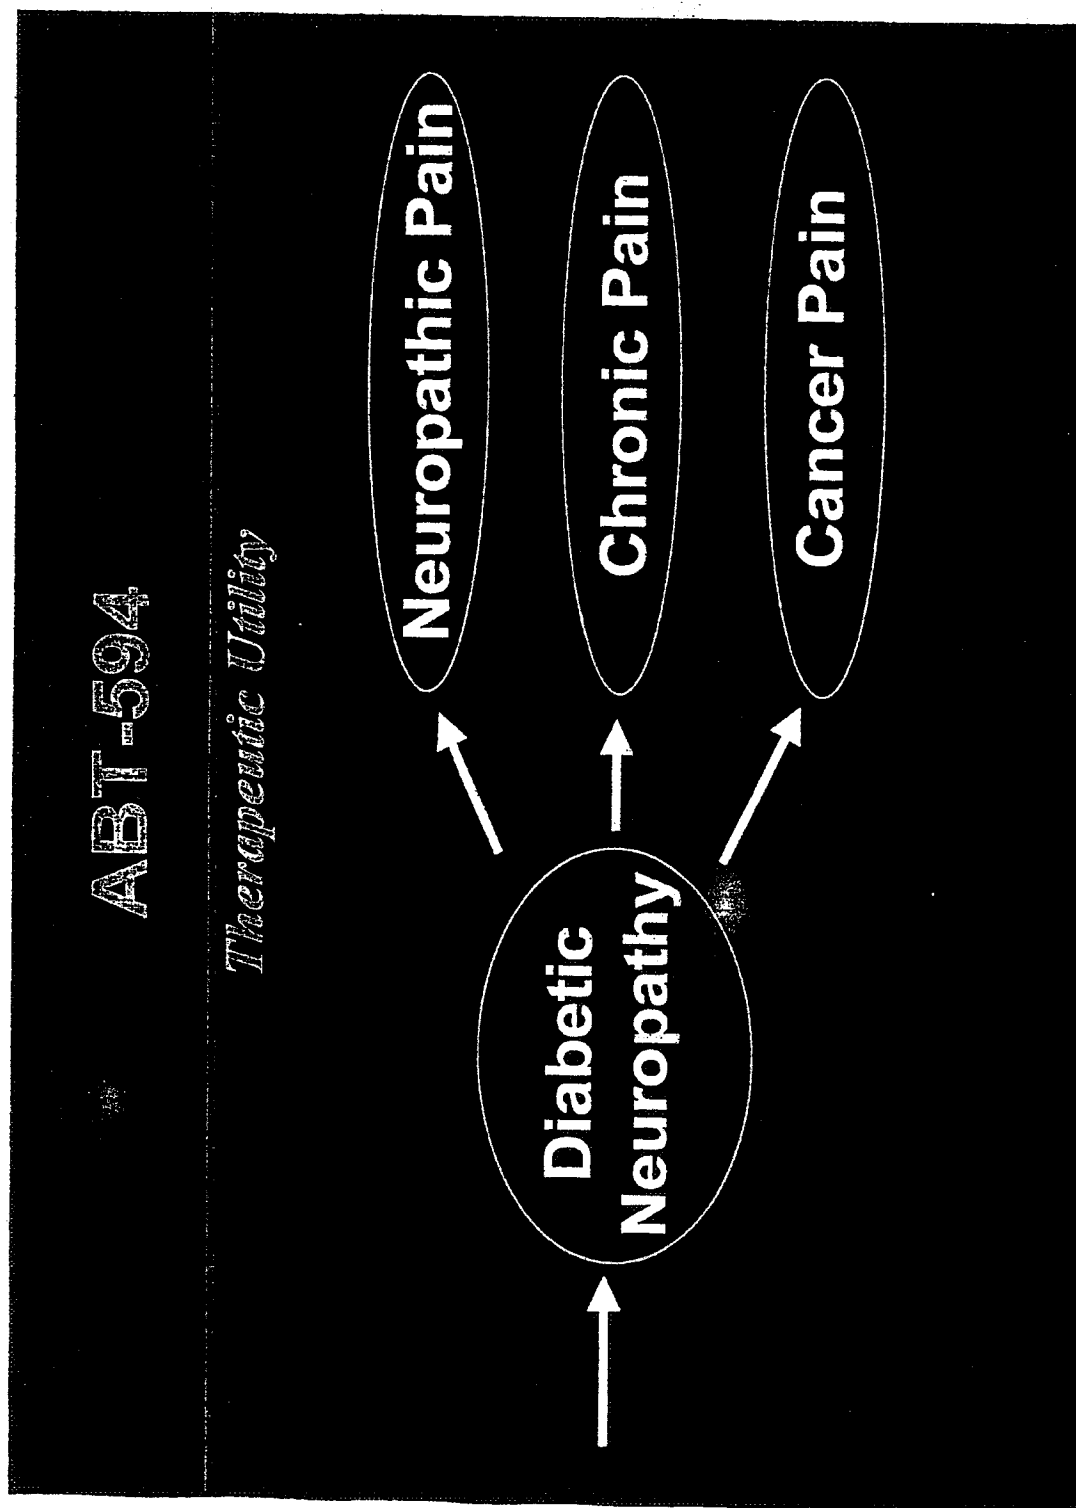 ABT-594
Therapeutic Utility
Diabetic
Neuropathy
Neuropathic Pain
Chronic Pain
Cancer Pain